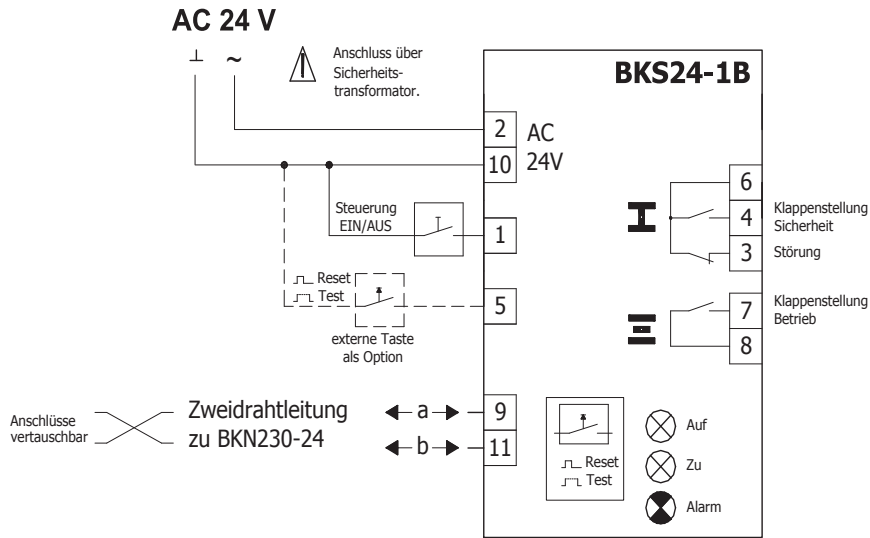 AC 24 V
⊥ ~
Anschluss über
Sicherheits-
transformator.
BKS24-1B
2
AC
10
24V
6
Steuerung
EIN/AUS
1
4
Klappenstellung
Sicherheit
3
Störung
Reset
Test
5
externe Taste
als Option
7
Klappenstellung
Betrieb
8
Anschlüsse
vertauschbar
Zweidrahtleitung
zu BKN230-24
a
9
b
11
Reset
Test
Auf
Zu
Alarm